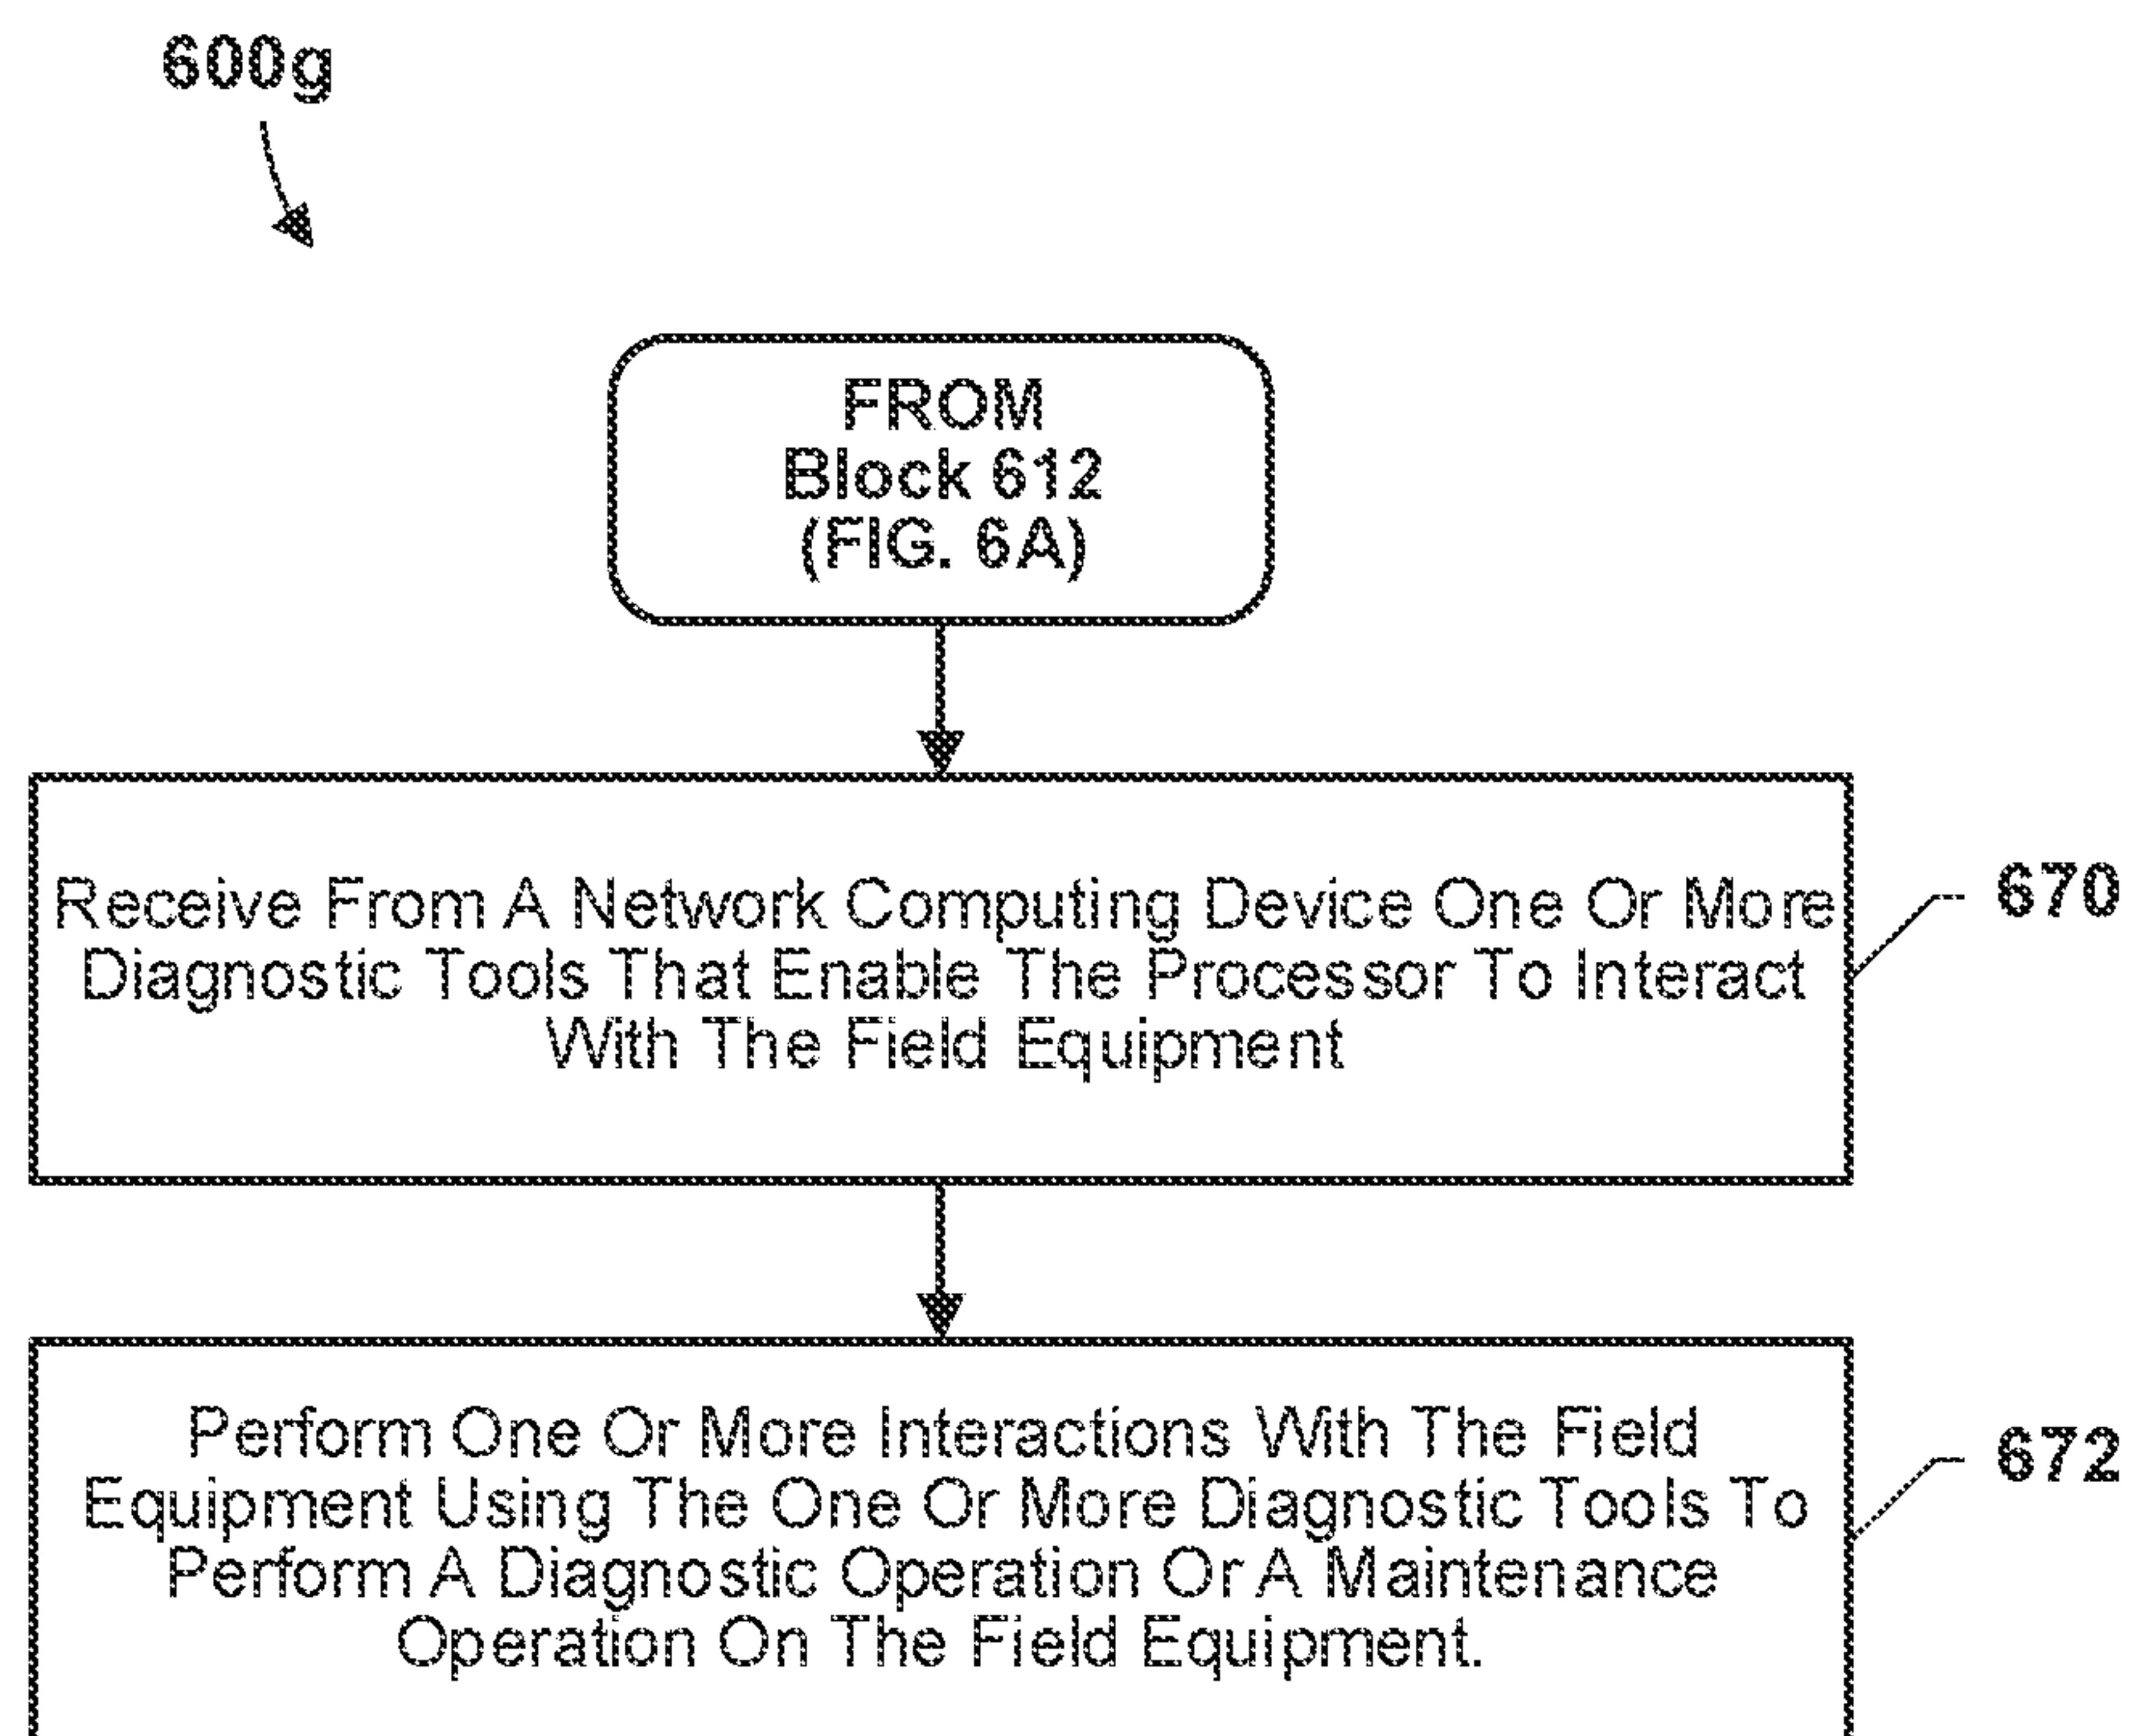 600g
FROM
Block 612
(FIG. 6A)
Receive From A Network Computing Device One Or More
Diagnostic Tools That Enable The Processor To Interact
With The Field Equipment
670
Perform One Or More Interactions With The Field
Equipment Using The One Or More Diagnostic Tools To
Perform A Diagnostic Operation Or A Maintenance
Operation On The Field Equipment.
672